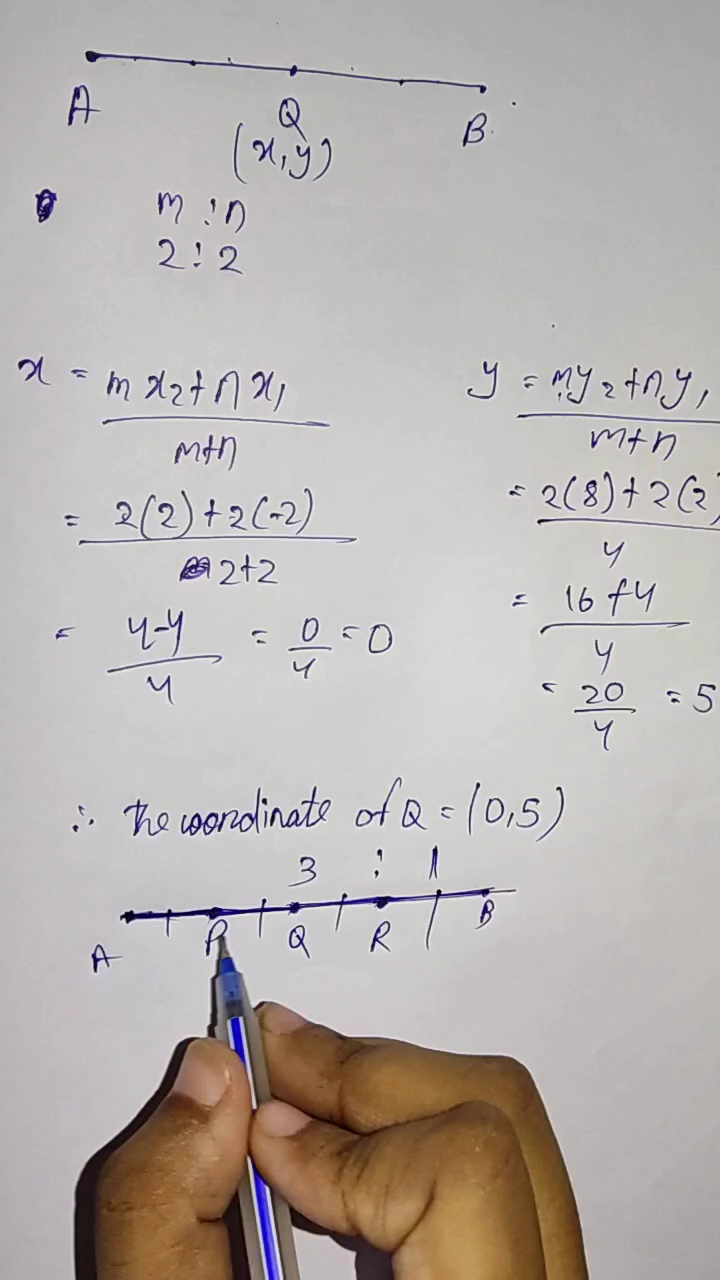 A Q B
(x,y)
m : n
2 : 2
x = mx₂+nx₁
m+n
= 2(2)+2(-2)
2+2
= 4-4 = 0 = 0
4 4
y = my₂+ny₁
m+n
= 2(8)+2(2)
4
= 16+4
4
= 20 = 5
4
∴ The coordinate of Q = (0,5)
3 : 1
A P Q R B